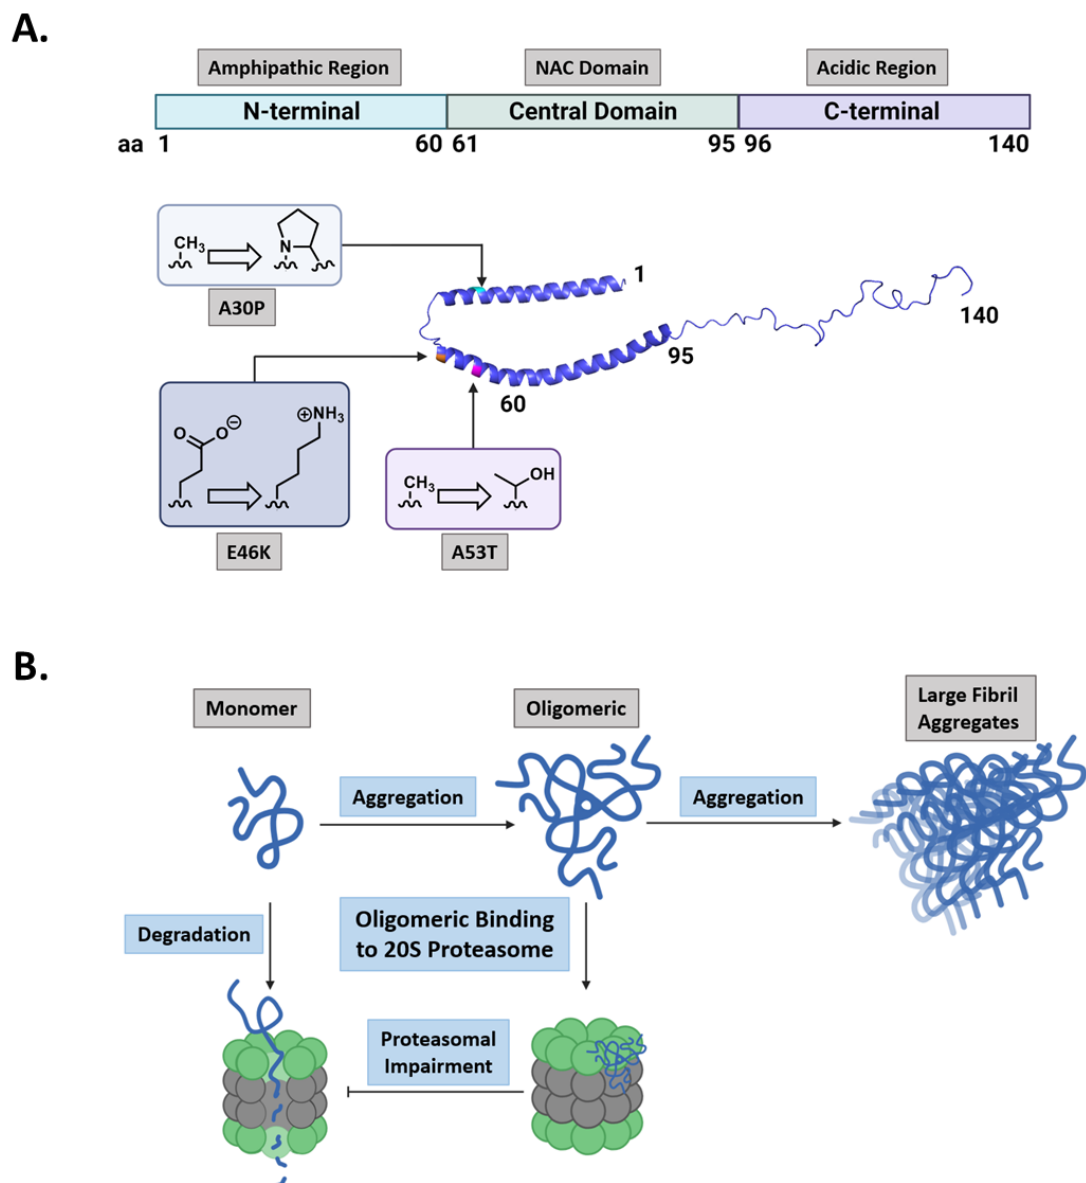 A.
Amphipathic Region
NAC Domain
Acidic Region
N-terminal
Central Domain
C-terminal
aa 1
60 61
95 96
140
CH3
N
A30P
1
140
95
60
O
O⊖
⊕NH3
E46K
CH3
OH
A53T
B.
Monomer
Oligomeric
Large Fibril
Aggregates
Aggregation
Aggregation
Degradation
Oligomeric Binding
to 20S Proteasome
Proteasomal
Impairment